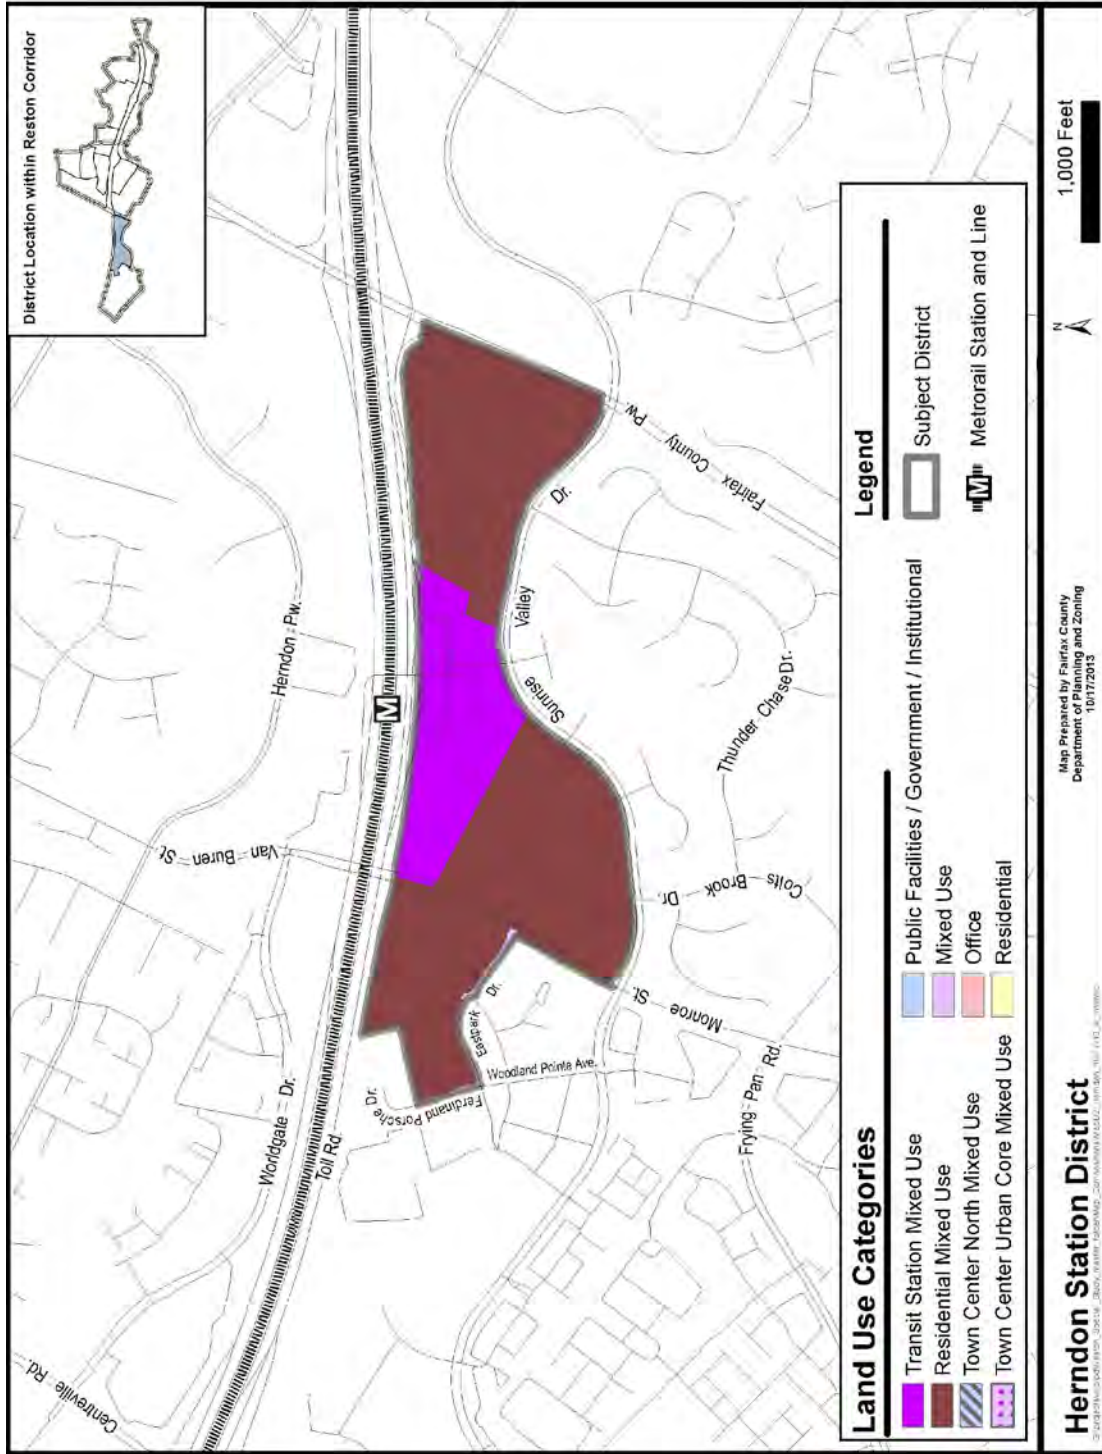 District Location within Reston Corridor
Centreville Rd.
Worldgate Dr.
Toll Rd.
Van Buren St.
Herndon Pw.
M
Ferdinand Porsche Dr.
Woodland Pointe Ave.
Eastpark Dr.
Monroe St.
Frying Pan Rd.
Colts Brook Dr.
Thunder Chase Dr.
Sunrise Valley Dr.
Fairfax County Pw.
Land Use Categories
Transit Station Mixed Use
Residential Mixed Use
Town Center North Mixed Use
Town Center Urban Core Mixed Use
Public Facilities / Government / Institutional
Mixed Use
Office
Residential
Legend
Subject District
M Metrorail Station and Line
Herndon Station District
Map Prepared by Fairfax County
Department of Planning and Zoning
10/17/2013
N
1,000 Feet